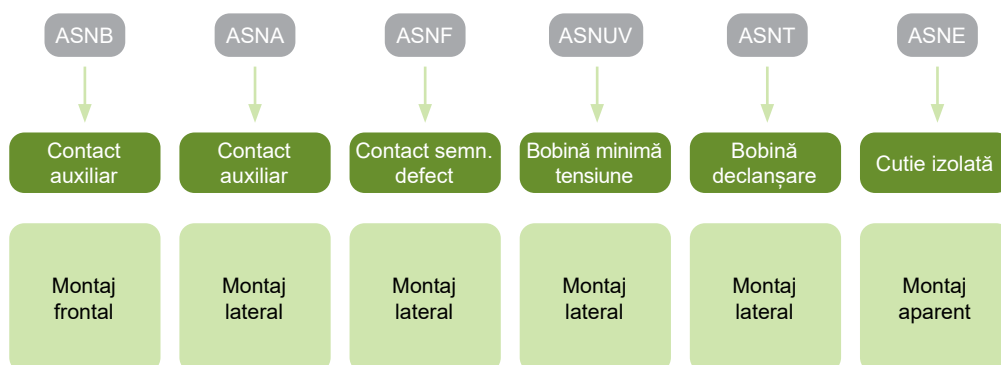 ASNB
ASNA
ASNF
ASNUV
ASNT
ASNE
Contact
auxiliar
Contact
auxiliar
Contact semn.
defect
Bobină minimă
tensiune
Bobină
declanșare
Cutie izolată
Montaj
frontal
Montaj
lateral
Montaj
lateral
Montaj
lateral
Montaj
lateral
Montaj
aparent